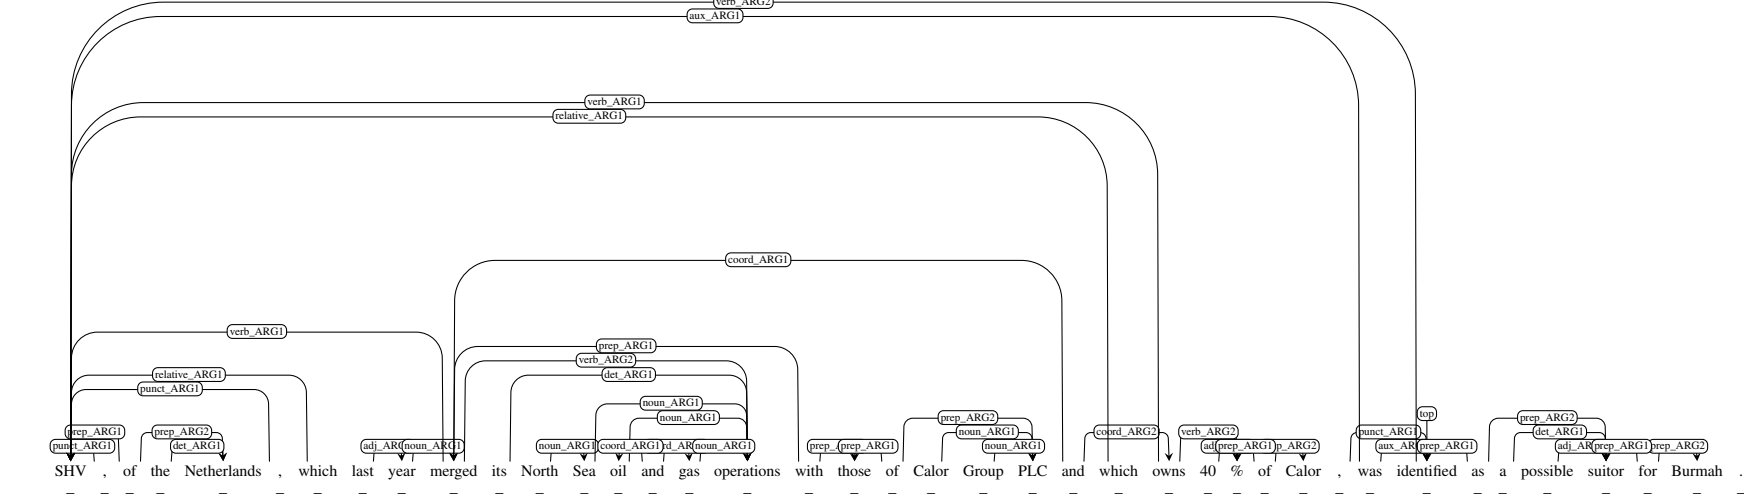 verb_ARG2
aux_ARG1
verb_ARG1
relative_ARG1
coord_ARG1
verb_ARG1
prep_ARG1
verb_ARG2
relative_ARG1 det_ARG1
punct_ARG1
noun_ARG1
top
noun_ARG1 prep_ARG2 prep_ARG2
prep_ARG1 prep_ARG2 noun_ARG1 coord_ARG2 verb_ARG2 punct_ARG1 det_ARG1
det_ARG1 noun_ARG1 noun_ARG1 coord_ARG1 noun_ARG1 prep_ARG1 noun_ARG1 prep_ARG1 prep_ARG1 prep_ARG1
SHV , of the Netherlands , which last year merged its North Sea oil and gas operations with those of Calor Group PLC and which owns 40 % of Calor , was identified as a possible suitor for Burmah .